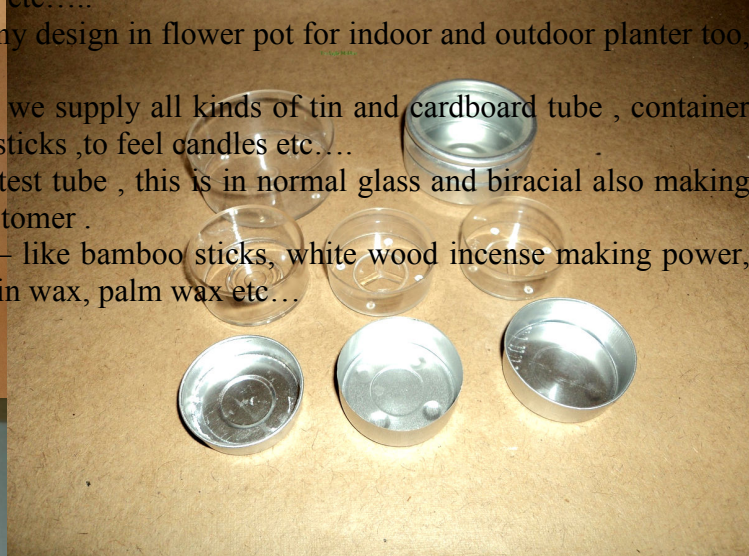 etc…..
ny design in flower pot for indoor and outdoor planter too,
we supply all kinds of tin and cardboard tube , container
sticks ,to feel candles etc….
test tube , this is in normal glass and biracial also making
tomer .
– like bamboo sticks, white wood incense making power,
in wax, palm wax etc…